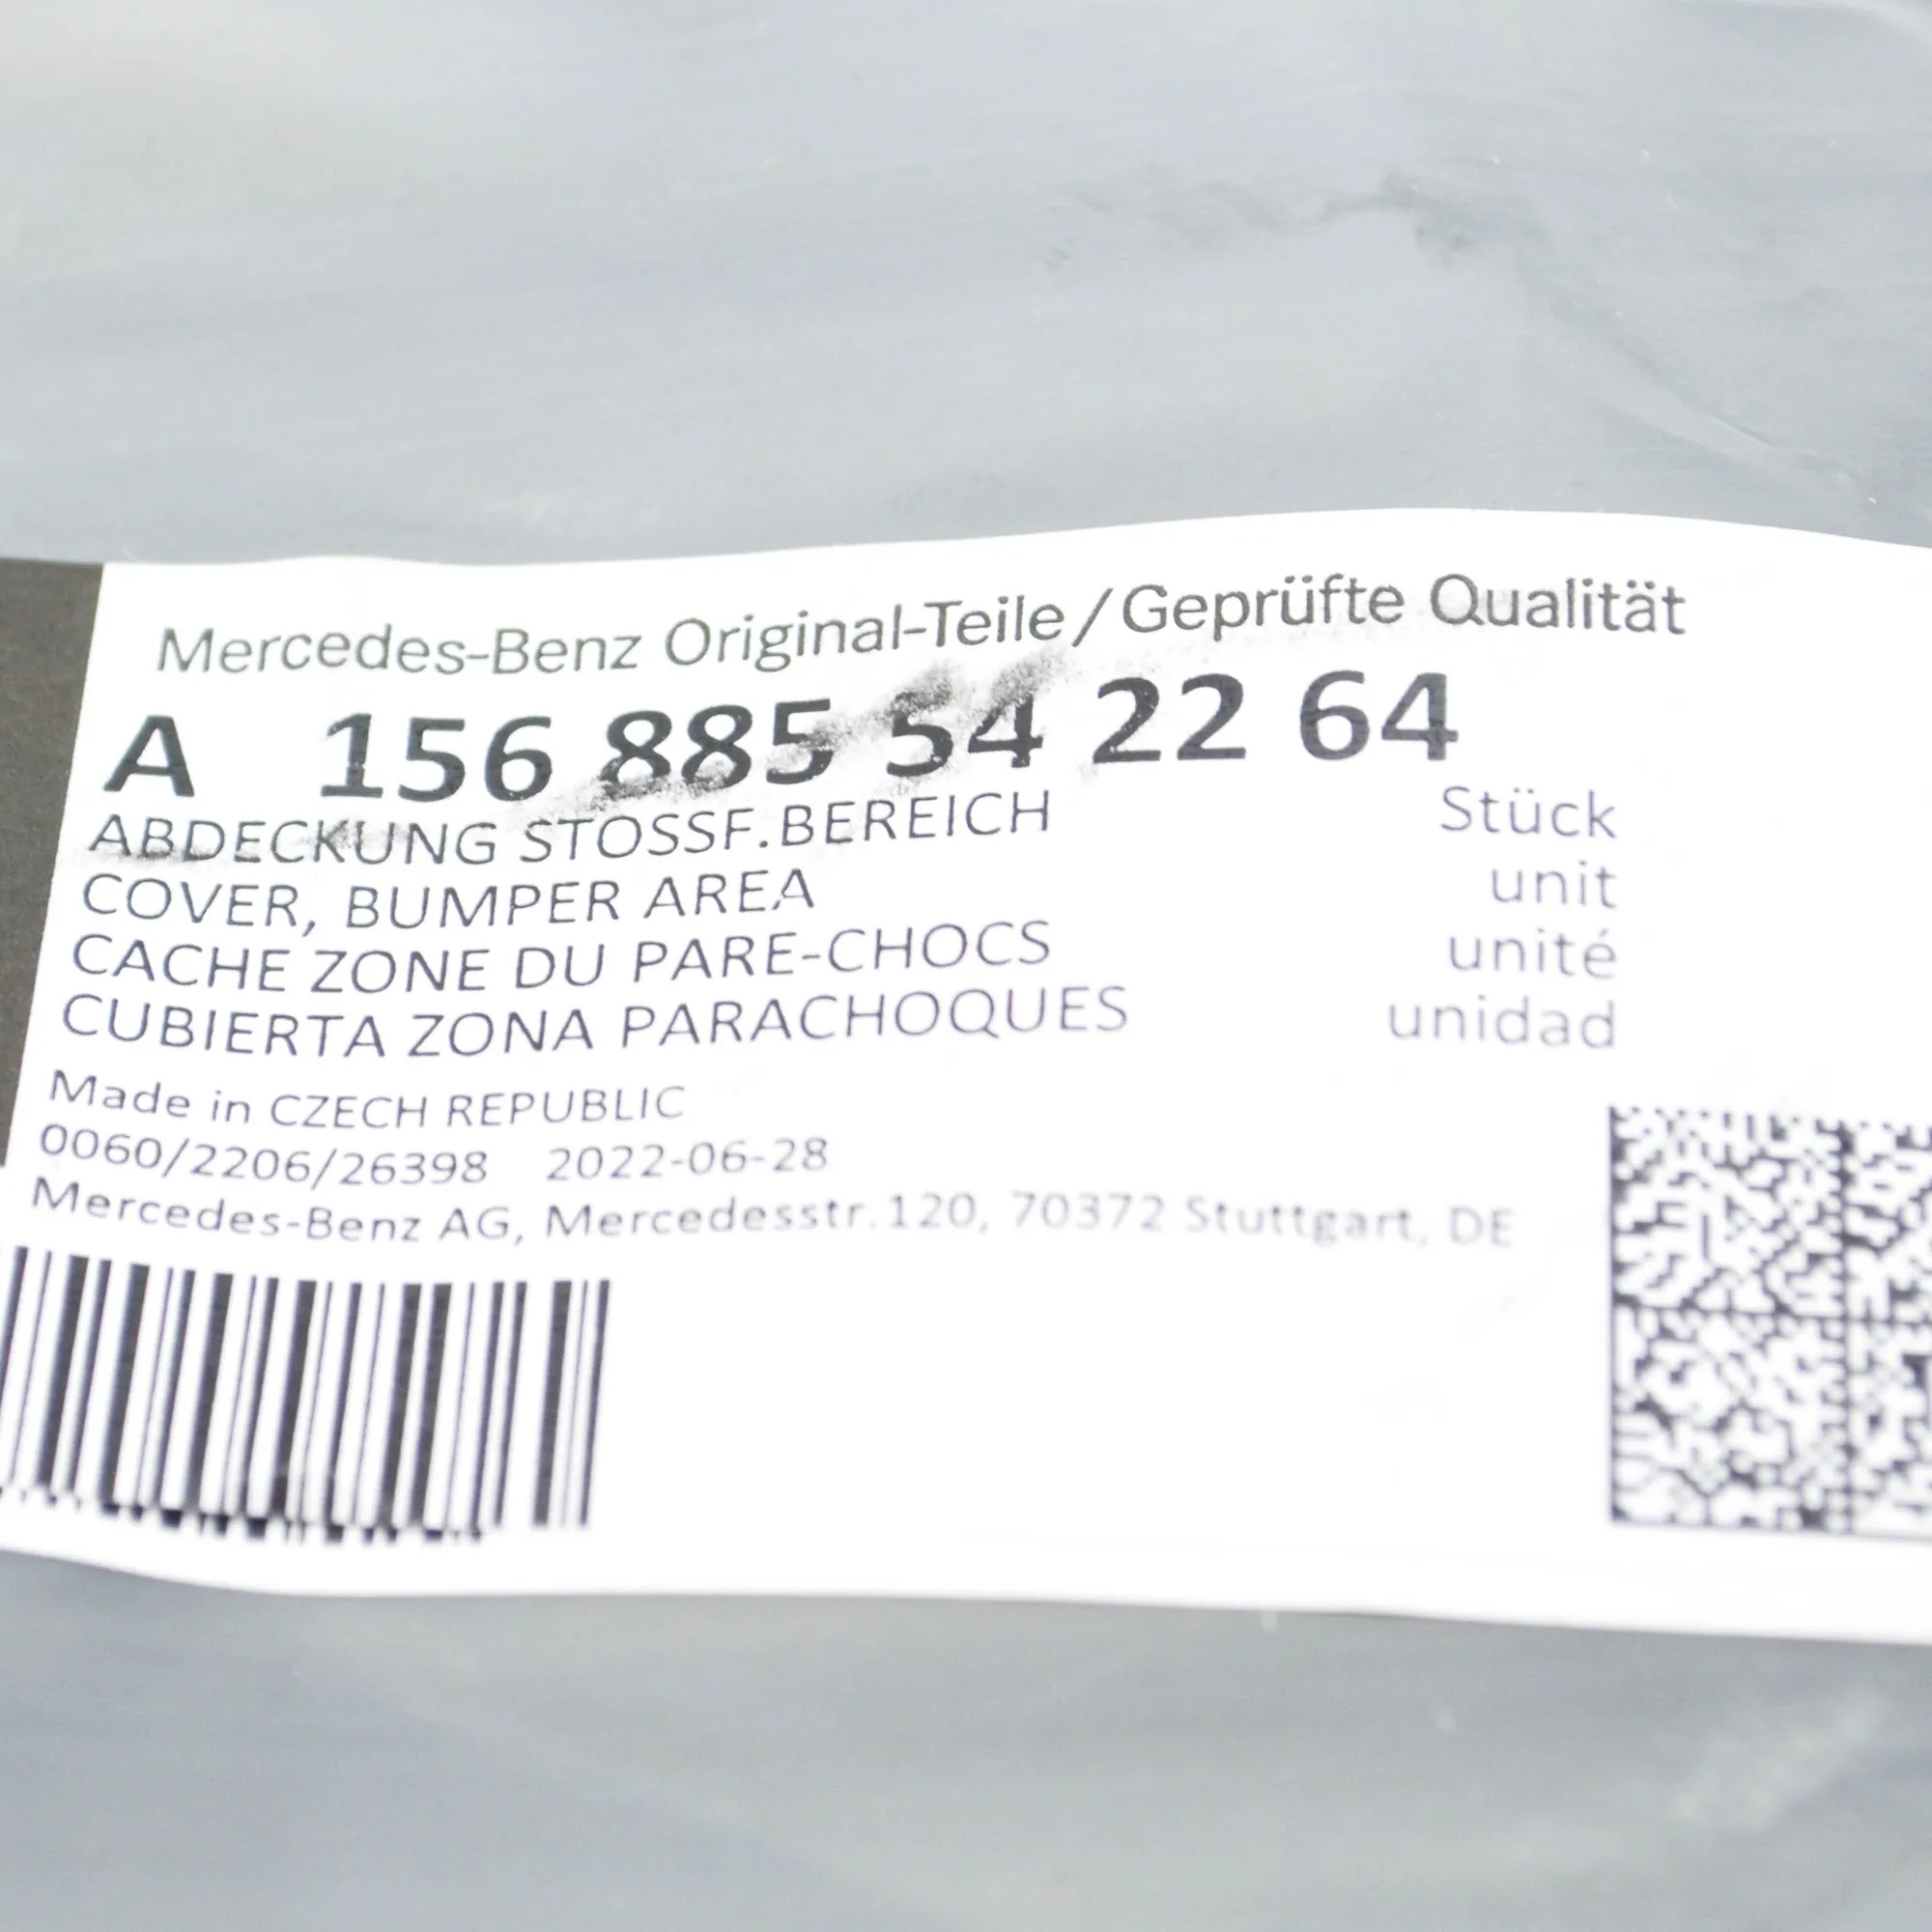 Mercedes-Benz Original-Teile/Geprüfte Qualität
A 156 885 54 22 64
ABDECKUNG STOSSF.BEREICH Stück
COVER, BUMPER AREA unit
CACHE ZONE DU PARE-CHOCS unité
CUBIERTA ZONA PARACHOQUES unidad
Made in CZECH REPUBLIC
0060/2206/26398 2022-06-28
Mercedes-Benz AG, Mercedesstr.120, 70372 Stuttgart, DE